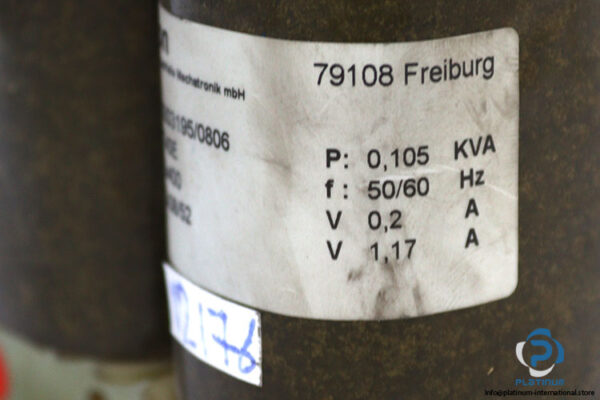 79108 Freiburg
Mechatronik mbH
3195/0806
P: 0,105 KVA
f: 50/60 Hz
V 0,2 A
V 1,17 A
12176
PLATINUM
info@platinum-international.store